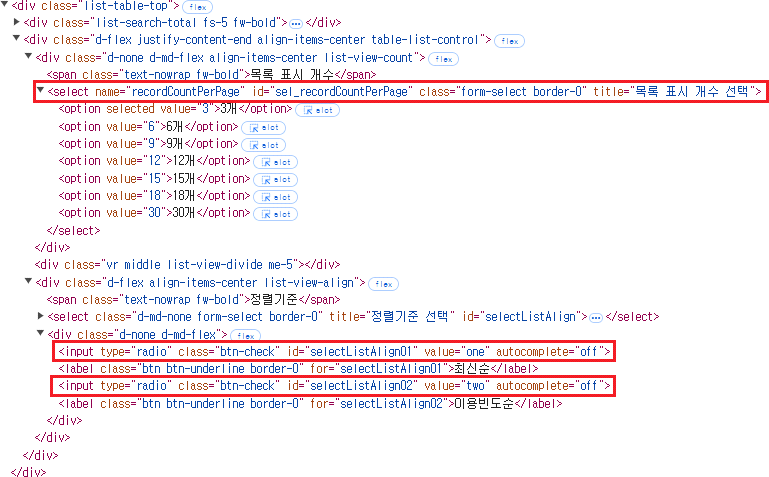 ▼<div class="list-table-top"> flex
▶<div class="list-search-total fs-5 fw-bold">…</div>
▼<div class="d-flex justify-content-end align-items-center table-list-control"> flex
▼<div class="d-none d-md-flex align-items-center list-view-count"> flex
<span class="text-nowrap fw-bold">목록 표시 개수</span>
▼<select name="recordCountPerPage" id="sel_recordCountPerPage" class="form-select border-0" title="목록 표시 개수 선택">
<option selected value="3">3개</option> slot
<option value="6">6개</option> slot
<option value="9">9개</option> slot
<option value="12">12개</option> slot
<option value="15">15개</option> slot
<option value="18">18개</option> slot
<option value="30">30개</option> slot
</select>
</div>
<div class="vr middle list-view-divide me-5"></div>
▼<div class="d-flex align-items-center list-view-align"> flex
<span class="text-nowrap fw-bold">정렬기준</span>
▶<select class="d-md-none form-select border-0" title="정렬기준 선택" id="selectListAlign">…</select>
▼<div class="d-none d-md-flex"> flex
<input type="radio" class="btn-check" id="selectListAlign01" value="one" autocomplete="off">
<label class="btn btn-underline border-0" for="selectListAlign01">최신순</label>
<input type="radio" class="btn-check" id="selectListAlign02" value="two" autocomplete="off">
<label class="btn btn-underline border-0" for="selectListAlign02">이용빈도순</label>
</div>
</div>
</div>
</div>